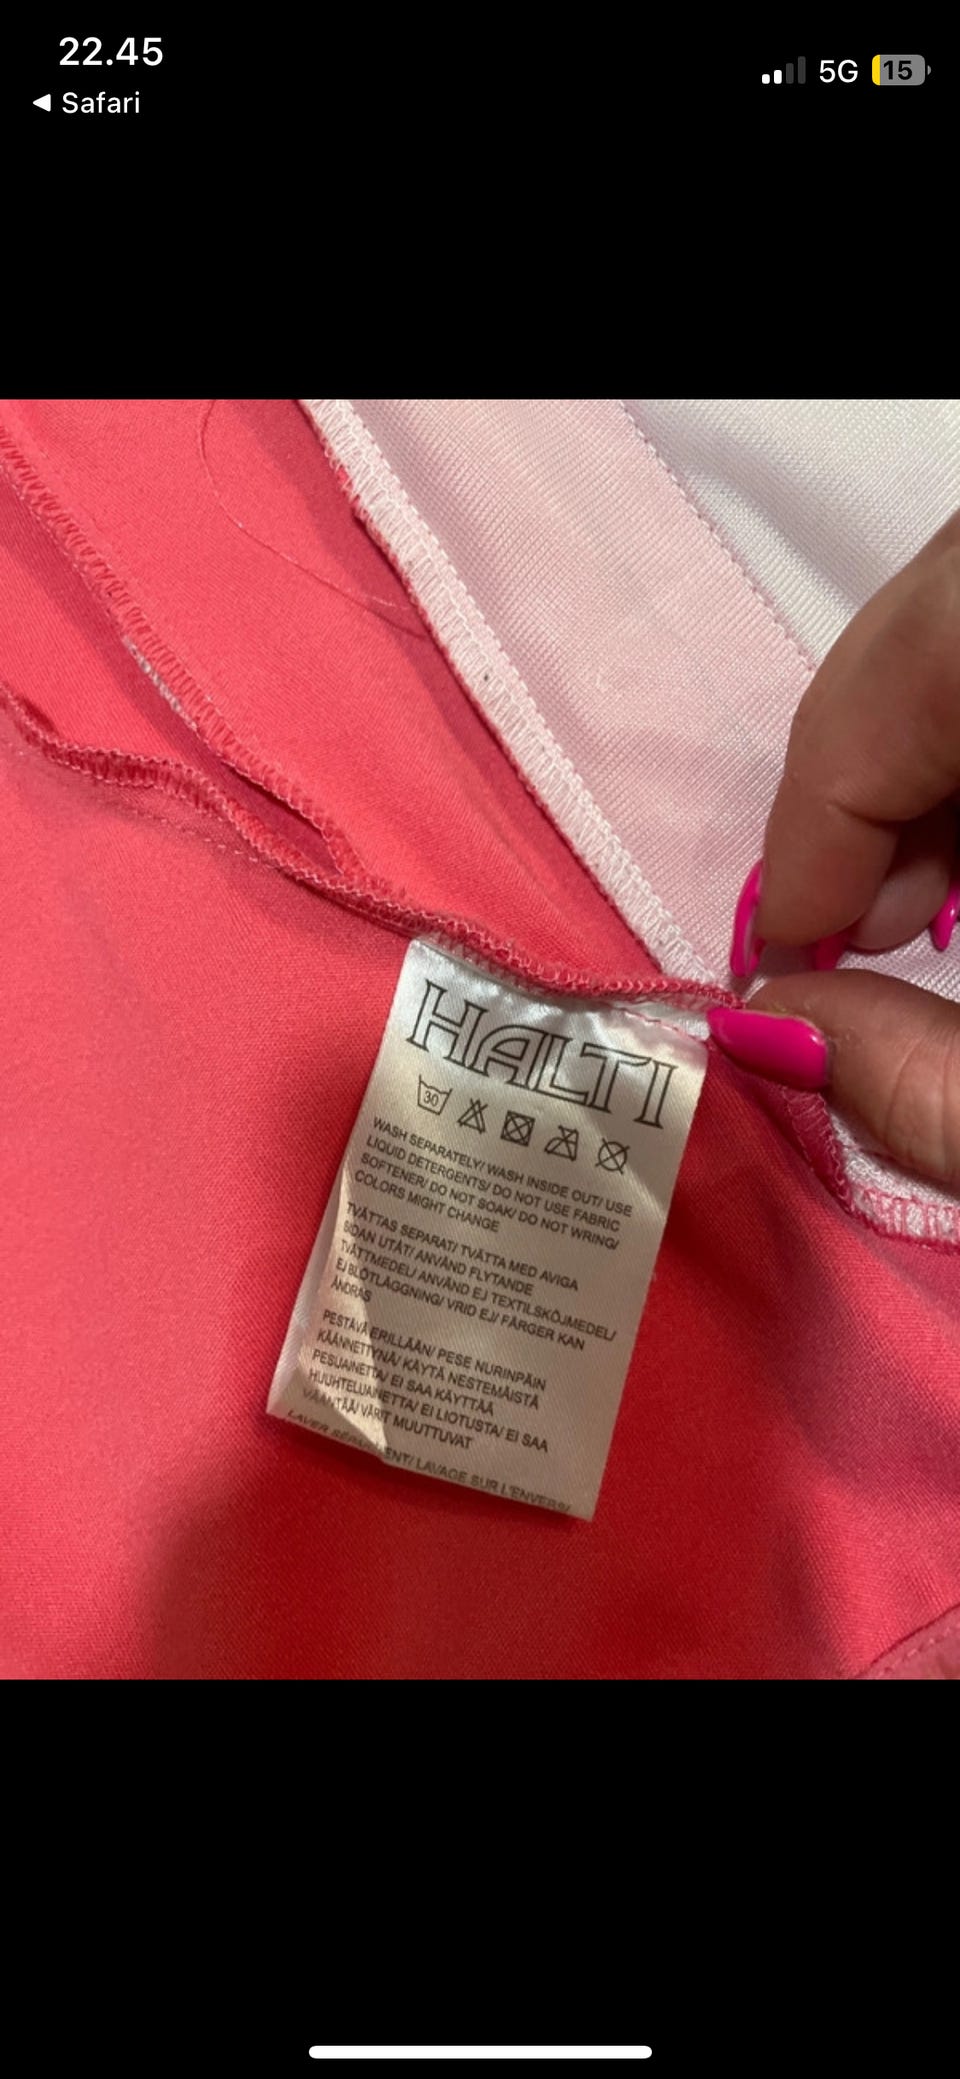 22.45
5G
15
Safari
HALTI
30
WASH SEPARATELY/ WASH INSIDE OUT/ USE
LIQUID DETERGENTS/ DO NOT USE FABRIC
SOFTENER/ DO NOT SOAK/ DO NOT WRING/
COLORS MIGHT CHANGE
TVÄTTAS SEPARAT/ TVÄTTA MED AVIGA
SIDAN UTÅT/ ANVÄND FLYTANDE
TVÄTTMEDEL/ ANVÄND EJ TEXTILSKÖJMEDEL/
EJ BLÖTLÄGGNING/ VRID EJ/ FÄRGER KAN
ÄNDRAS
PESTÄVÄ ERILLÄÄN/ PESE NURINPÄIN
KÄÄNNETTYNÄ/ KÄYTÄ NESTEMÄISTÄ
PESUAINETTA/ EI SAA KÄYTTÄÄ
HUUHTELUAINETTA/ EI LIOTUSTA/ EI SAA
VÄÄNTÄÄ/ VÄRIT MUUTTUVAT
LAVER LAVAGE SUR L'ENVERS/